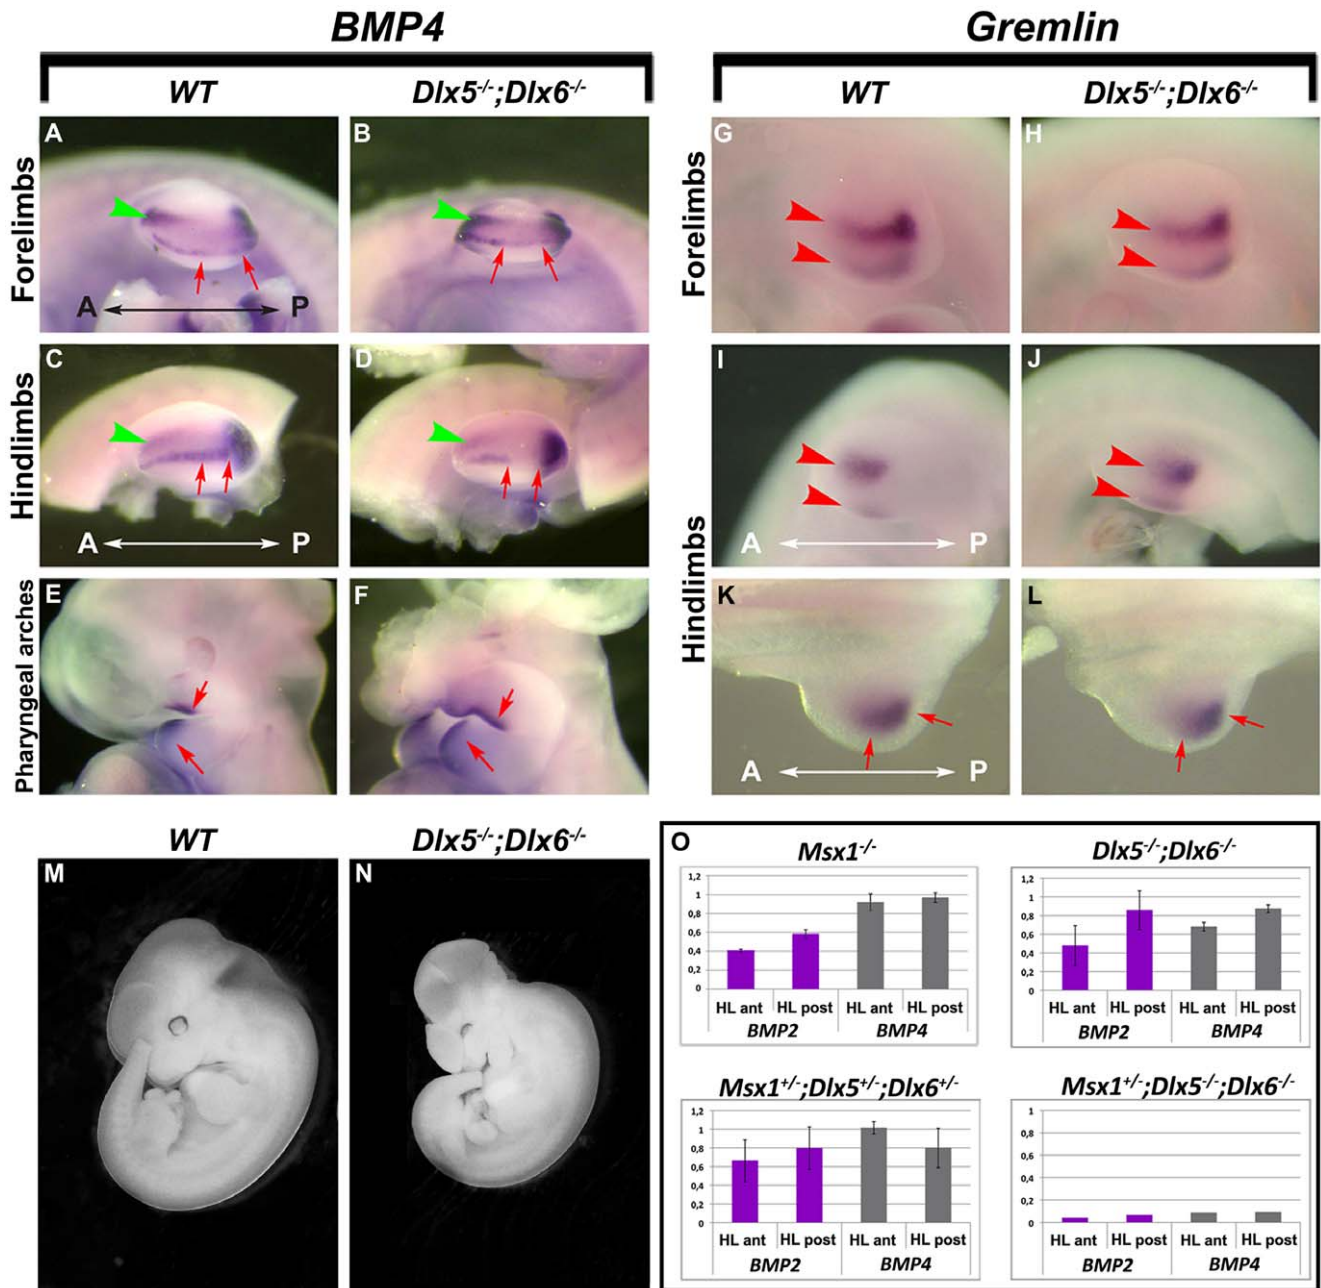 BMP4
Gremlin
WT Dlx5-/-;Dlx6-/-
WT Dlx5-/-;Dlx6-/-
Forelimbs
A
B
A P
Hindlimbs
C
D
A P
Pharyngeal arches
E
F
Forelimbs
G
H
Hindlimbs
I
J
A P
K
L
A P
WT Dlx5-/-;Dlx6-/-
M
N
O
Msx1-/-
1,2
1
0,8
0,6
0,4
0,2
0
HL ant HL post HL ant HL post
BMP2 BMP4
Dlx5-/-;Dlx6-/-
1,2
1
0,8
0,6
0,4
0,2
0
HL ant HL post HL ant HL post
BMP2 BMP4
Msx1+/-;Dlx5+/-;Dlx6+/-
1,2
1
0,8
0,6
0,4
0,2
0
HL ant HL post HL ant HL post
BMP2 BMP4
Msx1+/-;Dlx5-/-;Dlx6-/-
1
0,8
0,6
0,4
0,2
0
HL ant HL post HL ant HL post
BMP2 BMP4